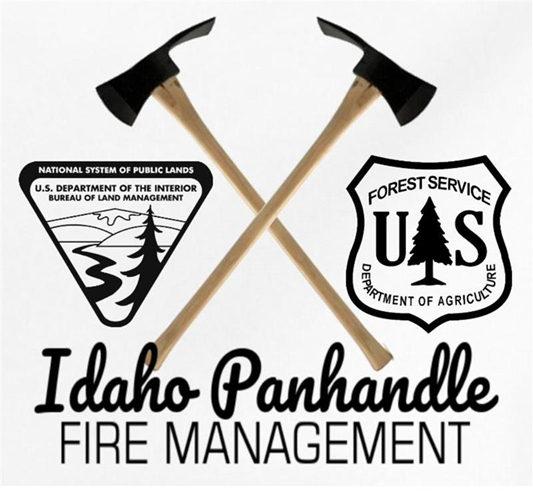 NATIONAL SYSTEM OF PUBLIC LANDS
U.S. DEPARTMENT OF THE INTERIOR
BUREAU OF LAND MANAGEMENT
FOREST SERVICE
U S
DEPARTMENT OF AGRICULTURE
Idaho Panhandle
FIRE MANAGEMENT